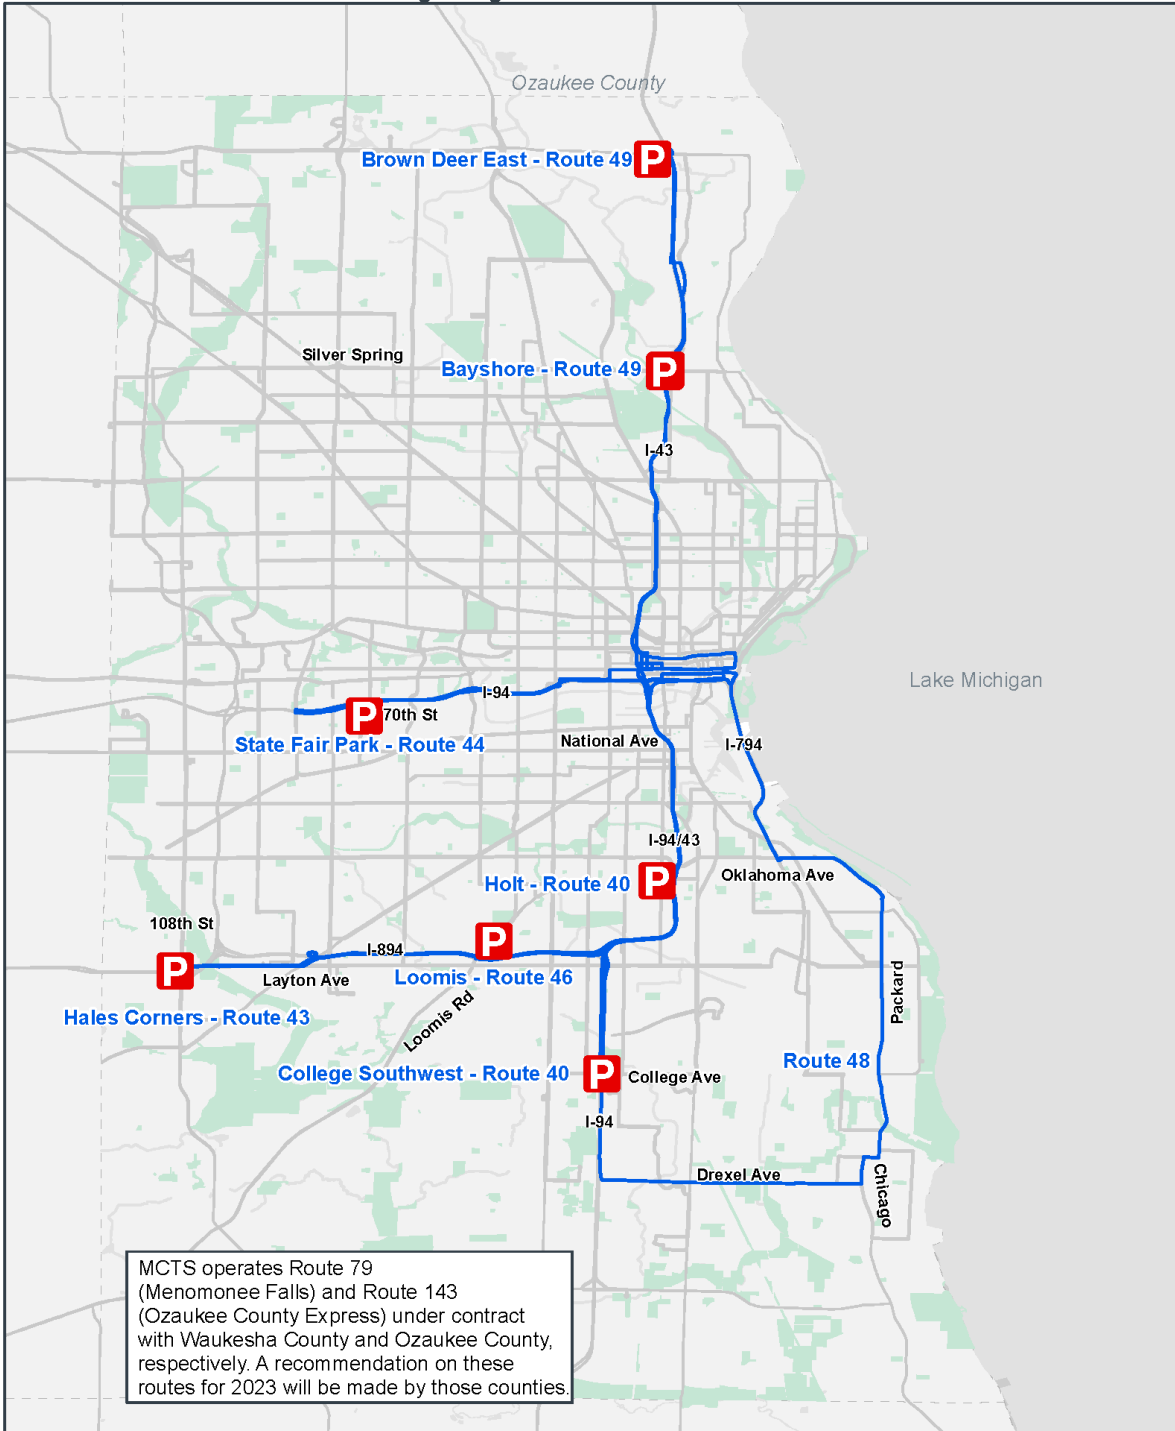 Ozaukee County
Brown Deer East - Route 49
P
Silver Spring
Bayshore - Route 49
P
I-43
Lake Michigan
I-94
P
70th St
State Fair Park - Route 44
National Ave
I-794
I-94/43
Oklahoma Ave
Holt - Route 40
P
108th St
P
I-894
P
Layton Ave
Loomis - Route 46
Hales Corners - Route 43
Loomis Rd
Packard
Route 48
College Southwest - Route 40
P
College Ave
I-94
Drexel Ave
Chicago
MCTS operates Route 79
(Menomonee Falls) and Route 143
(Ozaukee County Express) under contract
with Waukesha County and Ozaukee County,
respectively. A recommendation on these
routes for 2023 will be made by those counties.